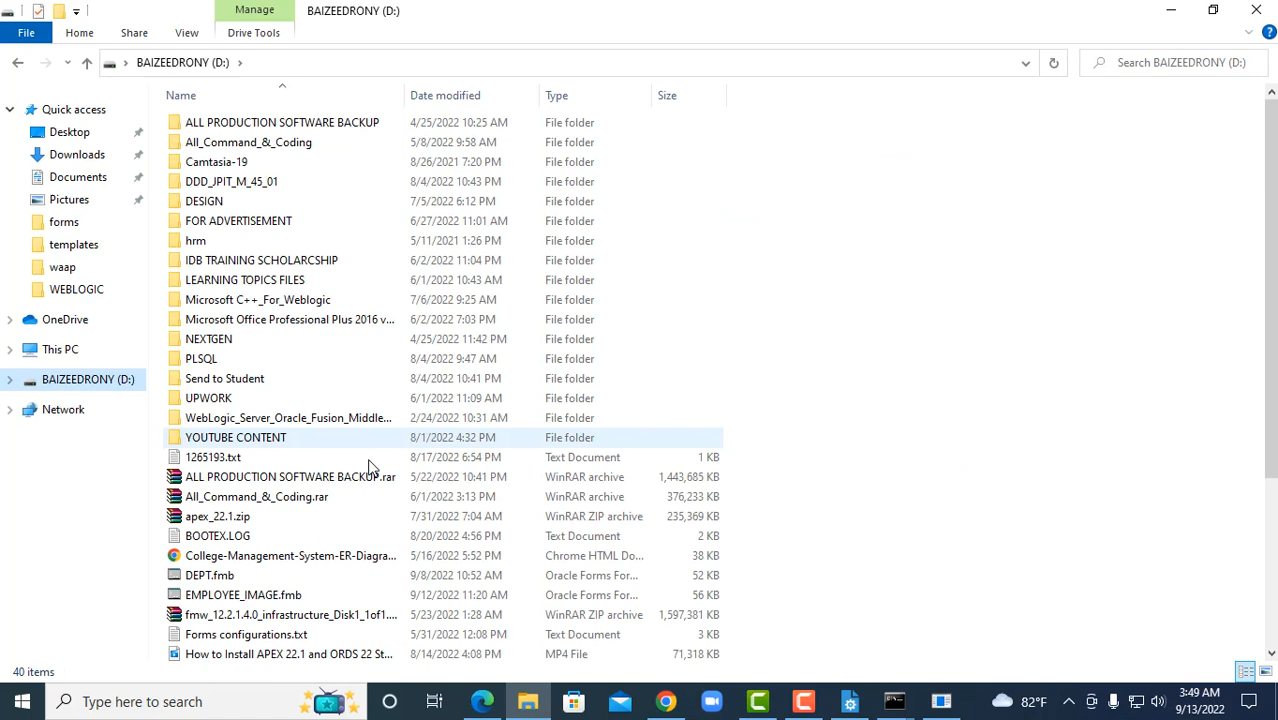 Manage BAIZEEDRONY (D:)
File Home Share View Drive Tools
BAIZEEDRONY (D:) Search BAIZEEDRONY (D:)
Name Date modified Type Size
Quick access
Desktop
Downloads
Documents
Pictures
forms
templates
waap
WEBLOGIC
OneDrive
This PC
BAIZEEDRONY (D:)
Network
ALL PRODUCTION SOFTWARE BACKUP 4/25/2022 10:25 AM File folder
All_Command_&_Coding 5/8/2022 9:58 AM File folder
Camtasia-19 8/26/2021 7:20 PM File folder
DDD_JPIT_M_45_01 8/4/2022 10:43 PM File folder
DESIGN 7/5/2022 6:12 PM File folder
FOR ADVERTISEMENT 6/27/2022 11:01 AM File folder
hrm 5/11/2021 1:26 PM File folder
IDB TRAINING SCHOLARCSHIP 6/2/2022 11:04 PM File folder
LEARNING TOPICS FILES 6/1/2022 10:43 AM File folder
Microsoft C++_For_Weblogic 7/6/2022 9:25 AM File folder
Microsoft Office Professional Plus 2016 v... 6/2/2022 7:03 PM File folder
NEXTGEN 4/25/2022 11:42 PM File folder
PLSQL 8/4/2022 9:47 AM File folder
Send to Student 8/4/2022 10:41 PM File folder
UPWORK 6/1/2022 11:09 AM File folder
WebLogic_Server_Oracle_Fusion_Middle... 2/24/2022 10:31 AM File folder
YOUTUBE CONTENT 8/1/2022 4:32 PM File folder
1265193.txt 8/17/2022 6:54 PM Text Document 1 KB
ALL PRODUCTION SOFTWARE BACKUP.rar 5/22/2022 10:41 PM WinRAR archive 1,443,685 KB
All_Command_&_Coding.rar 6/1/2022 3:13 PM WinRAR archive 376,233 KB
apex_22.1.zip 7/31/2022 7:04 AM WinRAR ZIP archive 235,369 KB
BOOTEX.LOG 8/20/2022 4:56 PM Text Document 2 KB
College-Management-System-ER-Diagra... 5/16/2022 5:52 PM Chrome HTML Do... 38 KB
DEPT.fmb 9/8/2022 10:52 AM Oracle Forms For... 52 KB
EMPLOYEE_IMAGE.fmb 9/12/2022 11:20 AM Oracle Forms For... 56 KB
fmw_12.2.1.4.0_infrastructure_Disk1_1of1.... 5/23/2022 1:28 AM WinRAR ZIP archive 1,597,381 KB
Forms configurations.txt 5/31/2022 12:08 PM Text Document 3 KB
How to Install APEX 22.1 and ORDS 22 St... 8/14/2022 4:08 PM MP4 File 71,318 KB
40 items
Type here to search 82°F 3:49 AM
9/13/2022